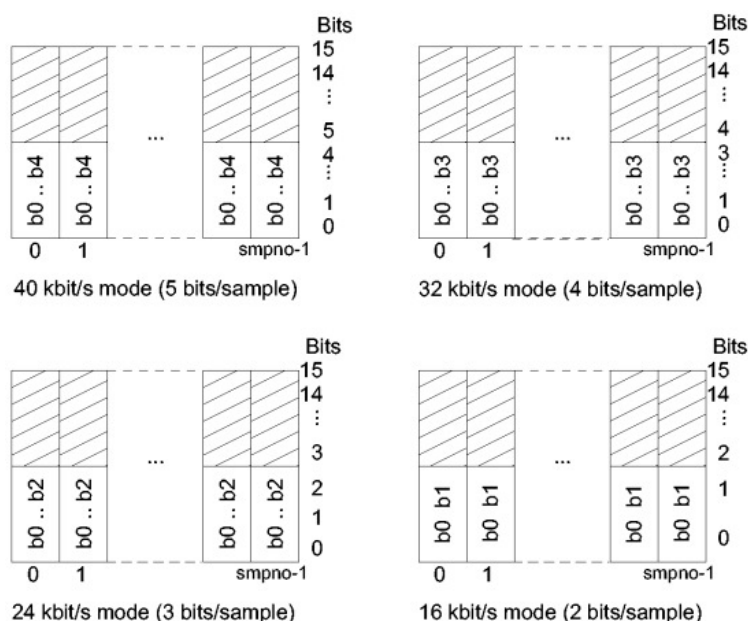 Bits
15
14
...
5
4
...
1
0
b0 .. b4
b0 .. b4
...
b0 .. b4
b0 .. b4
0 1 smpno-1
40 kbit/s mode (5 bits/sample)
Bits
15
14
...
4
3
...
1
0
b0 .. b3
b0 .. b3
...
b0 .. b3
b0 .. b3
0 1 smpno-1
32 kbit/s mode (4 bits/sample)
Bits
15
14
...
3
2
1
0
b0 .. b2
b0 .. b2
...
b0 .. b2
b0 .. b2
0 1 smpno-1
24 kbit/s mode (3 bits/sample)
Bits
15
14
...
2
1
0
b0 b1
b0 b1
...
b0 b1
b0 b1
0 1 smpno-1
16 kbit/s mode (2 bits/sample)